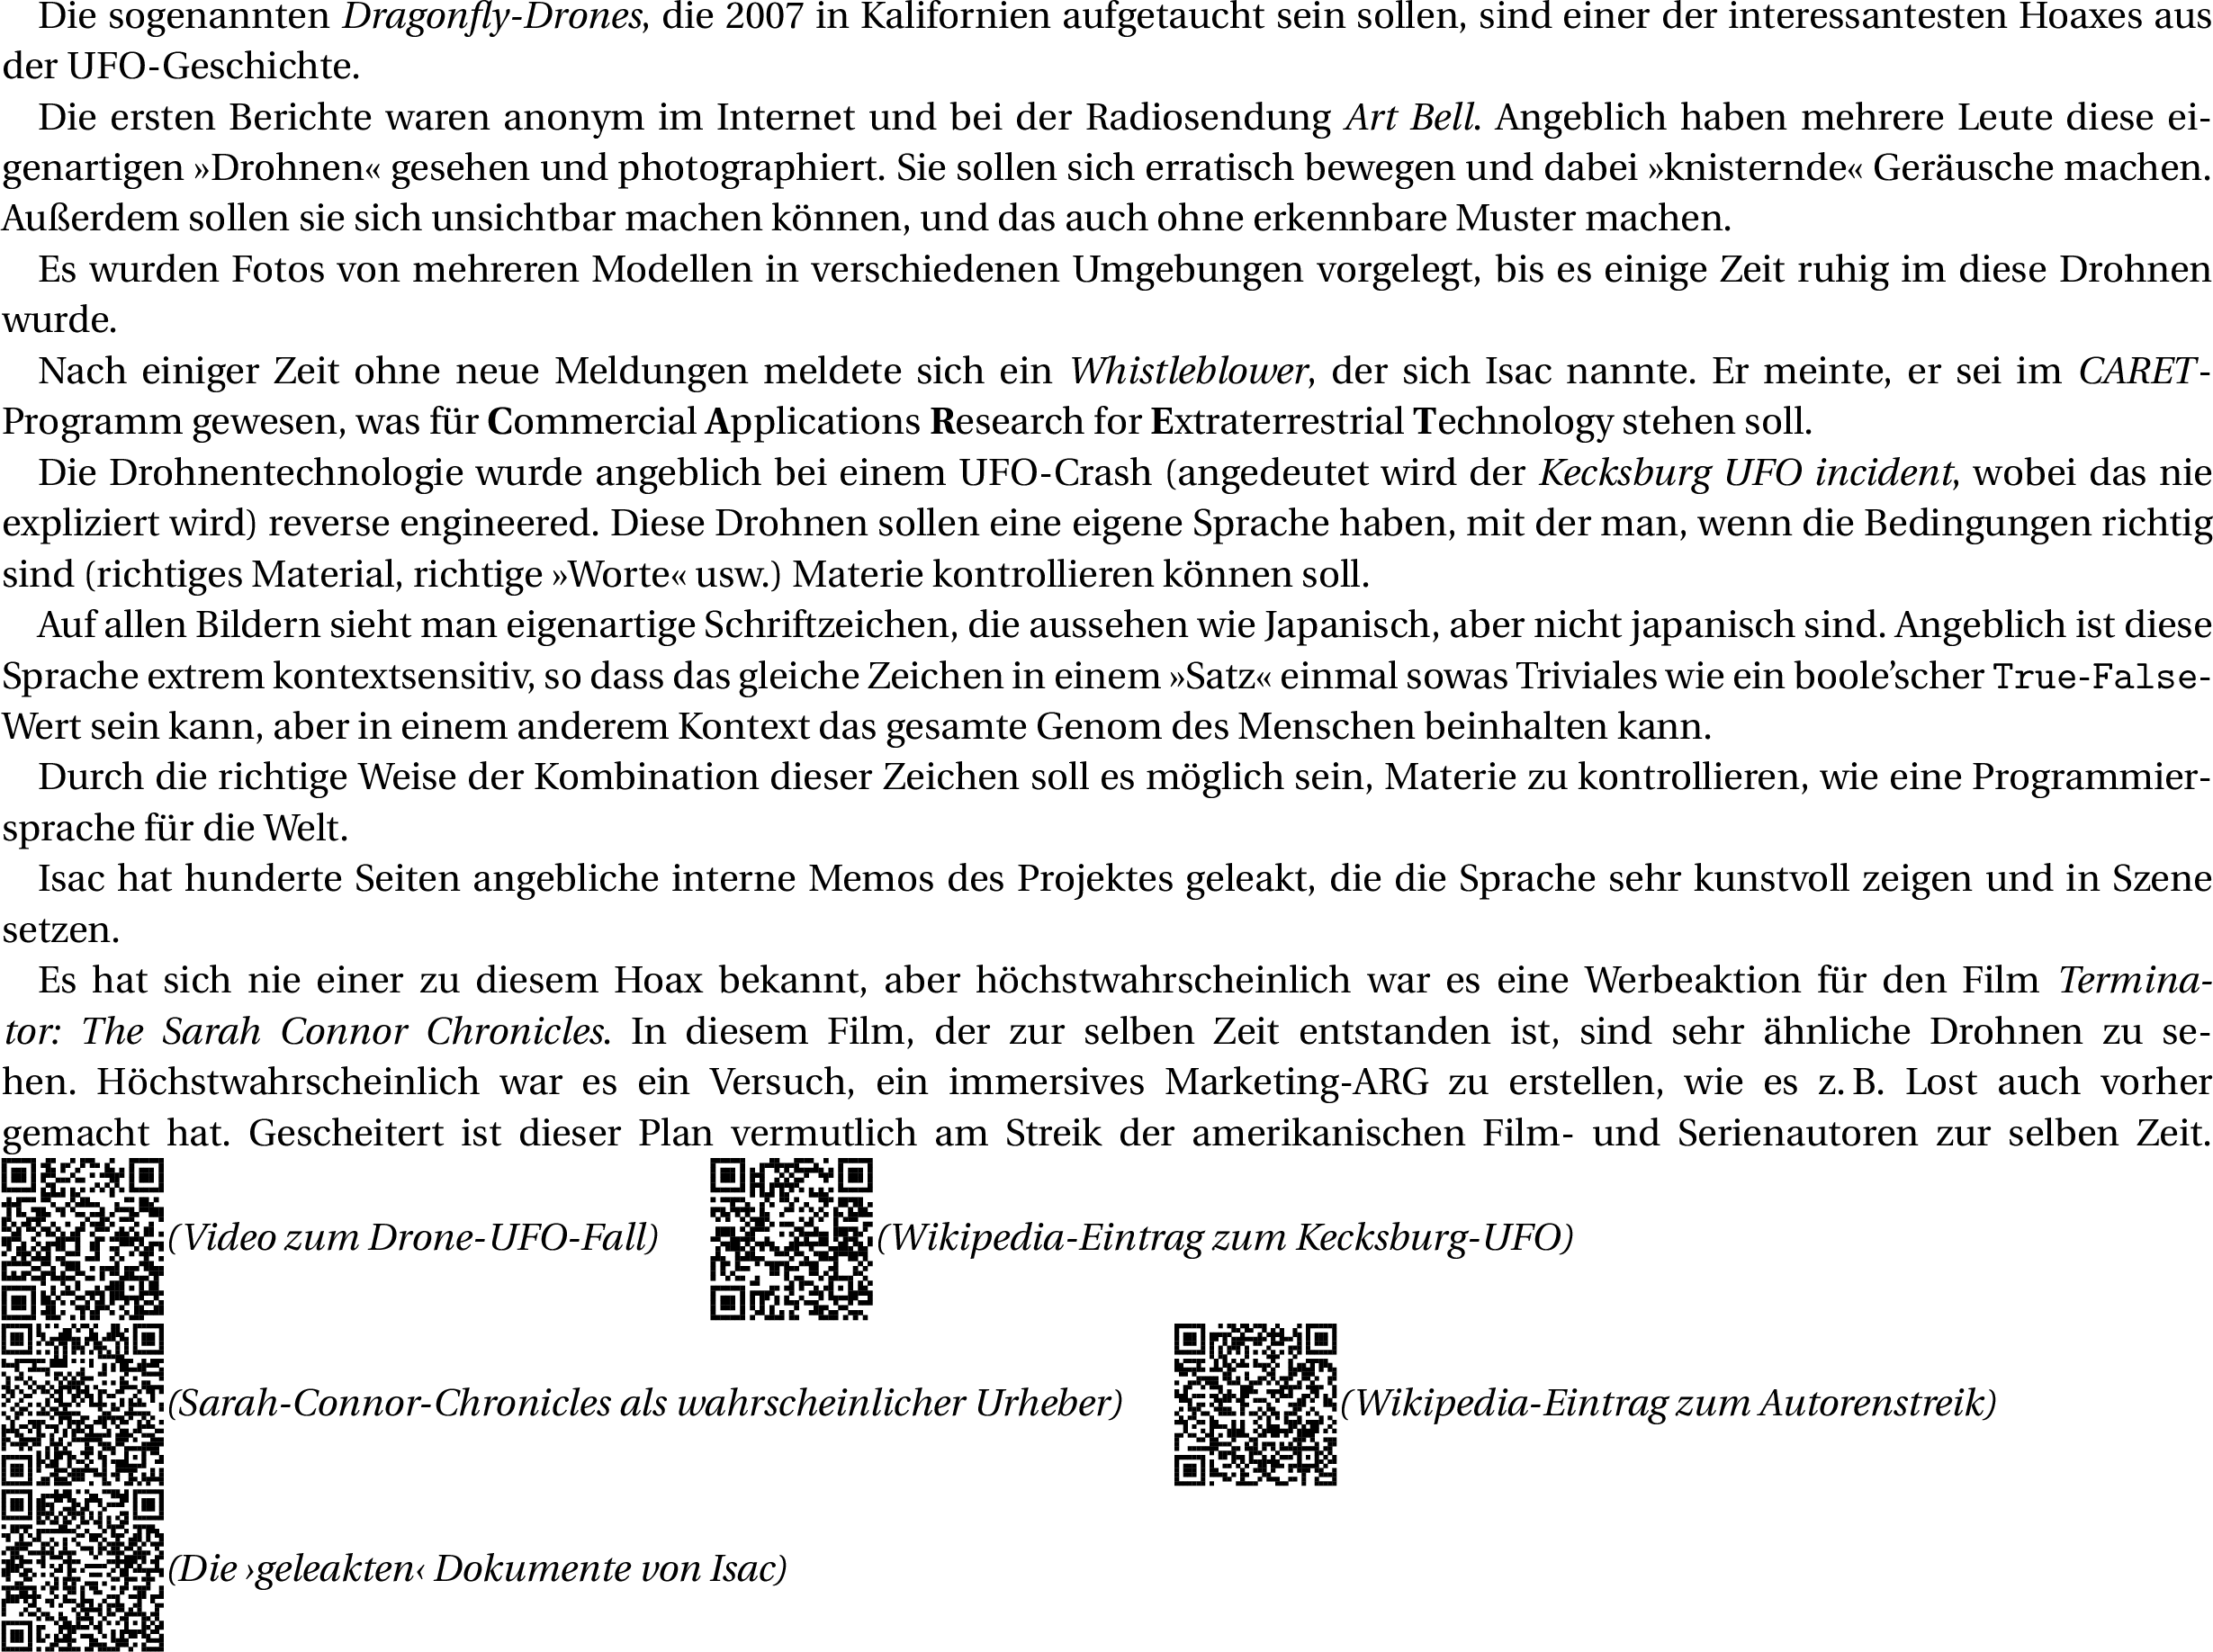 Die sogenannten Dragonfly-Drones, die 2007 in Kalifornien aufgetaucht sein sollen, sind einer der interessantesten Hoaxes aus
der UFO-Geschichte.
Die ersten Berichte waren anonym im Internet und bei der Radiosendung Art Bell. Angeblich haben mehrere Leute diese ei-
genartigen »Drohnen« gesehen und photographiert. Sie sollen sich erratisch bewegen und dabei »knisternde« Geräusche machen.
Außerdem sollen sie sich unsichtbar machen können, und das auch ohne erkennbare Muster machen.
Es wurden Fotos von mehreren Modellen in verschiedenen Umgebungen vorgelegt, bis es einige Zeit ruhig im diese Drohnen
wurde.
Nach einiger Zeit ohne neue Meldungen meldete sich ein Whistleblower, der sich Isac nannte. Er meinte, er sei im CARET-
Programm gewesen, was für Commercial Applications Research for Extraterrestrial Technology stehen soll.
Die Drohnentechnologie wurde angeblich bei einem UFO-Crash (angedeutet wird der Kecksburg UFO incident, wobei das nie
expliziert wird) reverse engineered. Diese Drohnen sollen eine eigene Sprache haben, mit der man, wenn die Bedingungen richtig
sind (richtiges Material, richtige »Worte« usw.) Materie kontrollieren können soll.
Auf allen Bildern sieht man eigenartige Schriftzeichen, die aussehen wie Japanisch, aber nicht japanisch sind. Angeblich ist diese
Sprache extrem kontextsensitiv, so dass das gleiche Zeichen in einem »Satz« einmal sowas Triviales wie ein boole’scher True-False-
Wert sein kann, aber in einem anderem Kontext das gesamte Genom des Menschen beinhalten kann.
Durch die richtige Weise der Kombination dieser Zeichen soll es möglich sein, Materie zu kontrollieren, wie eine Programmier-
sprache für die Welt.
Isac hat hunderte Seiten angebliche interne Memos des Projektes geleakt, die die Sprache sehr kunstvoll zeigen und in Szene
setzen.
Es hat sich nie einer zu diesem Hoax bekannt, aber höchstwahrscheinlich war es eine Werbeaktion für den Film Termina-
tor: The Sarah Connor Chronicles. In diesem Film, der zur selben Zeit entstanden ist, sind sehr ähnliche Drohnen zu se-
hen. Höchstwahrscheinlich war es ein Versuch, ein immersives Marketing-ARG zu erstellen, wie es z. B. Lost auch vorher
gemacht hat. Gescheitert ist dieser Plan vermutlich am Streik der amerikanischen Film- und Serienautoren zur selben Zeit.
(Video zum Drone-UFO-Fall) (Wikipedia-Eintrag zum Kecksburg-UFO)
(Sarah-Connor-Chronicles als wahrscheinlicher Urheber) (Wikipedia-Eintrag zum Autorenstreik)
(Die ›geleakten‹ Dokumente von Isac)